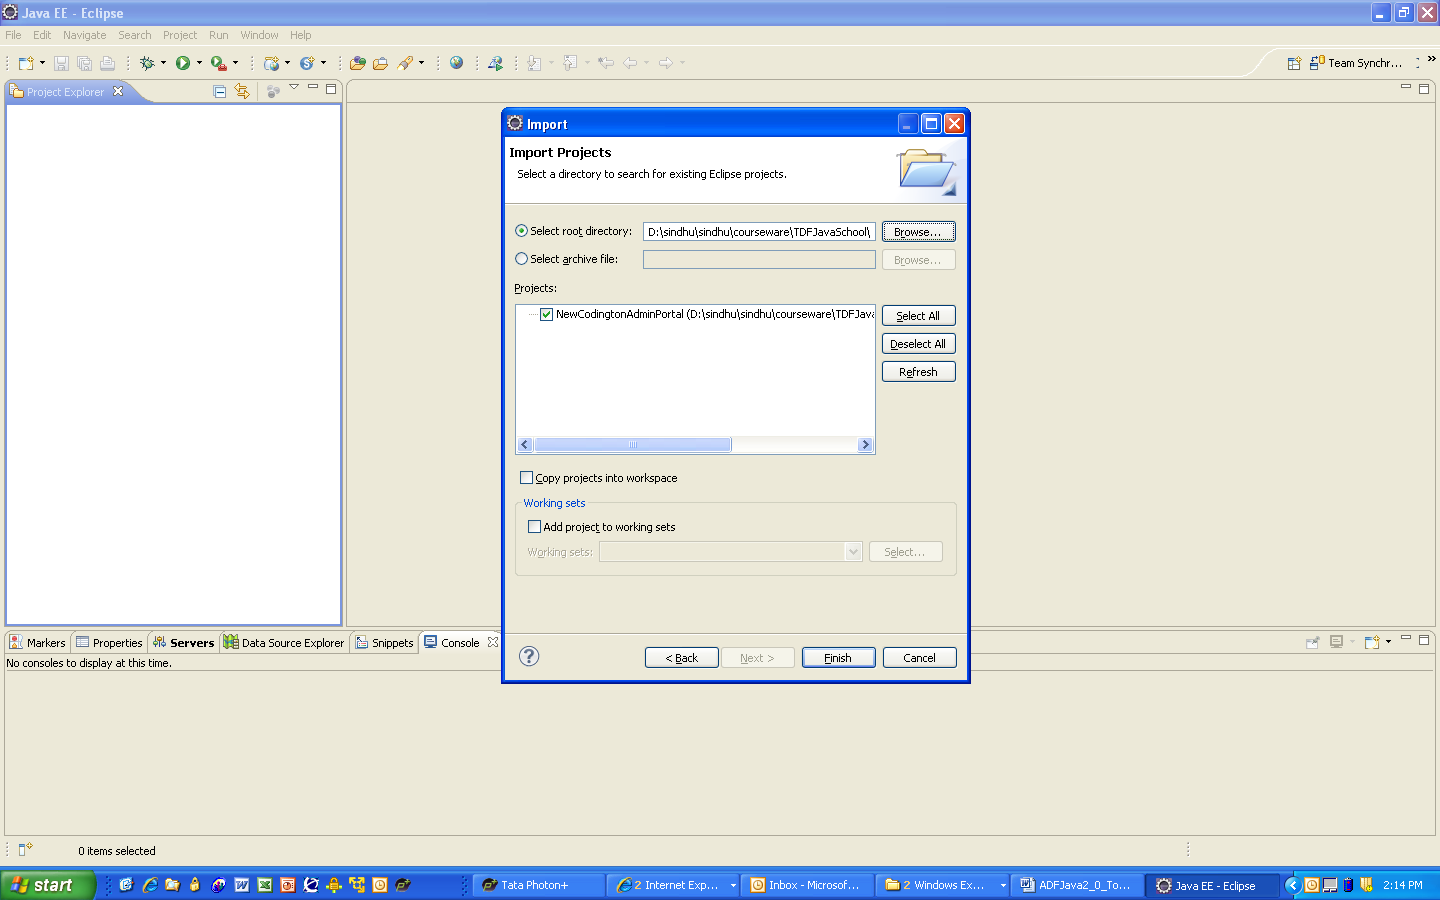 Java EE - Eclipse
File Edit Navigate Search Project Run Window Help
Team Synchr...
Project Explorer
Import
Import Projects
Select a directory to search for existing Eclipse projects.
Select root directory: D:\sindhu\sindhu\courseware\TDFJavaSchool\ Browse...
Select archive file: Browse...
Projects:
NewCodingtonAdminPortal (D:\sindhu\sindhu\courseware\TDFJava
Select All
Deselect All
Refresh
Copy projects into workspace
Working sets
Add project to working sets
Working sets: Select...
< Back Next > Finish Cancel
Markers Properties Servers Data Source Explorer Snippets Console
No consoles to display at this time.
0 items selected
start Tata Photon+ 2 Internet Exp... Inbox - Microsof... 2 Windows Ex... ADFJava2_0_To... Java EE - Eclipse 2:14 PM